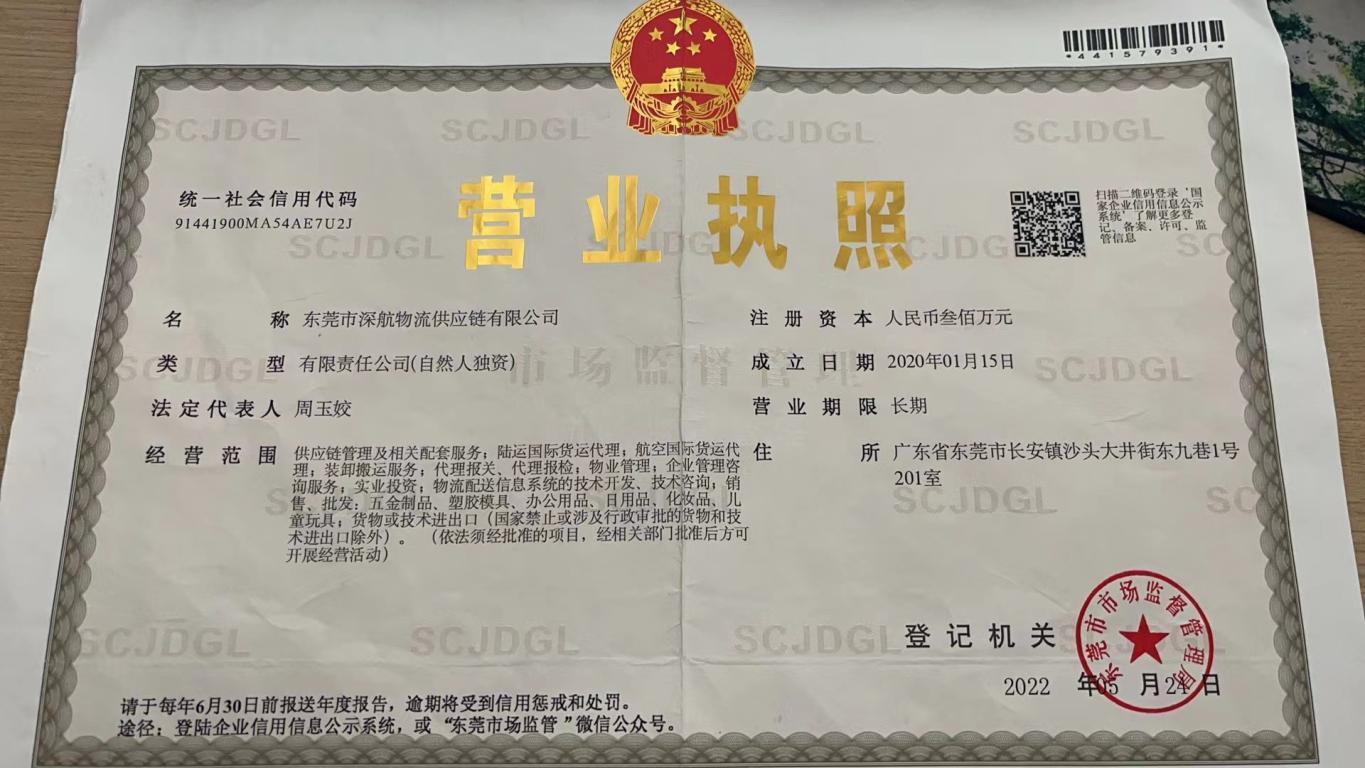 *441579391*
统一社会信用代码
91441900MA54AE7U2J
营业执照
扫描二维码登录‘国
家企业信用信息公示
系统’了解更多登
记、备案、许可、监
管信息
名称 东莞市深航物流供应链有限公司
类型 有限责任公司(自然人独资)
法定代表人 周玉姣
经营范围 供应链管理及相关配套服务；陆运国际货运代理；航空国际货运代
理；装卸搬运服务；代理报关、代理报检；物业管理；企业管理咨
询服务；实业投资；物流配送信息系统的技术开发、技术咨询；销
售、批发：五金制品、塑胶模具、办公用品、日用品、化妆品、儿
童玩具；货物或技术进出口（国家禁止或涉及行政审批的货物和技
术进出口除外）。（依法须经批准的项目，经相关部门批准后方可
开展经营活动）
注册资本 人民币叁佰万元
成立日期 2020年01月15日
营业期限 长期
住所 广东省东莞市长安镇沙头大井街东九巷1号
201室
登记机关
东莞市市场监督管理局
2022 年05 月24日
请于每年6月30日前报送年度报告，逾期将受到信用惩戒和处罚。
途径：登陆企业信用信息公示系统，或“东莞市场监管”微信公众号。
SCJDGL
市场监督管理